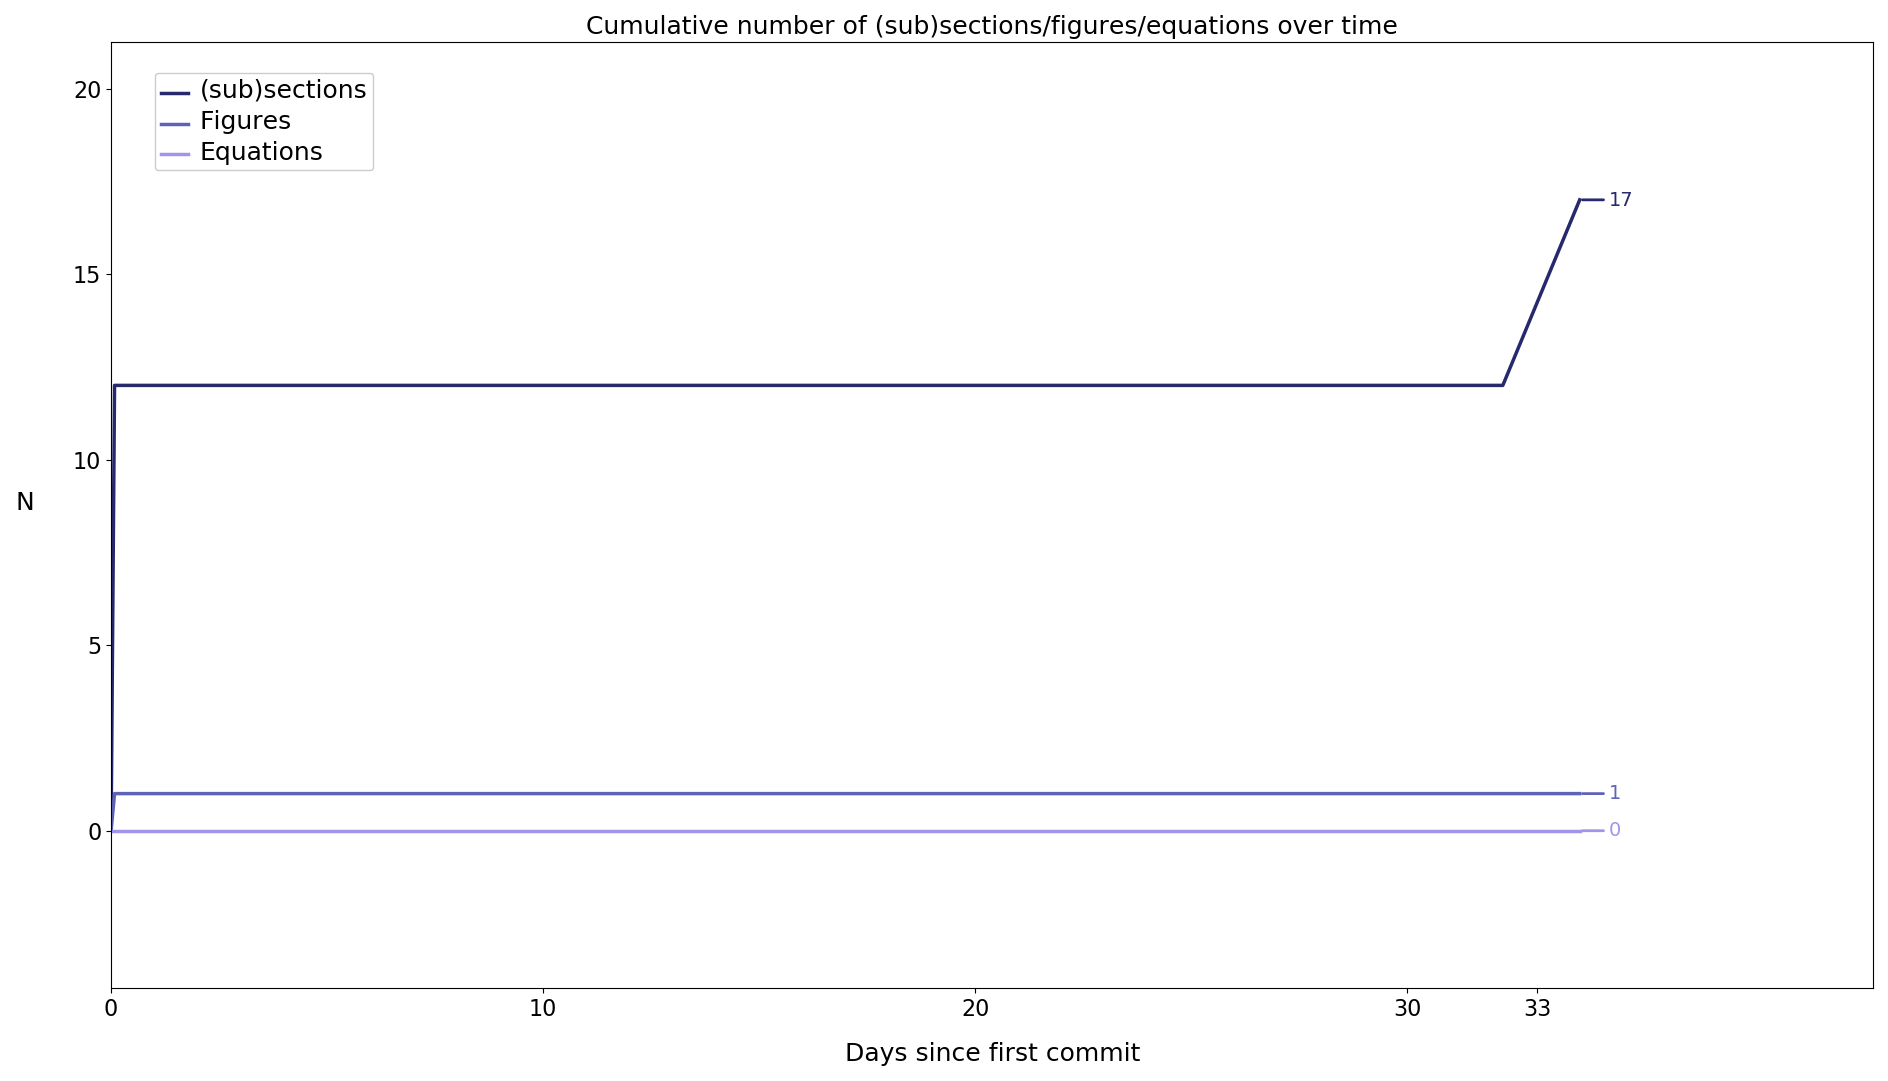 Cumulative number of (sub)sections/figures/equations over time
20
15
10
5
0
N
(sub)sections
Figures
Equations
17
1
0
0
10
20
30
33
Days since first commit